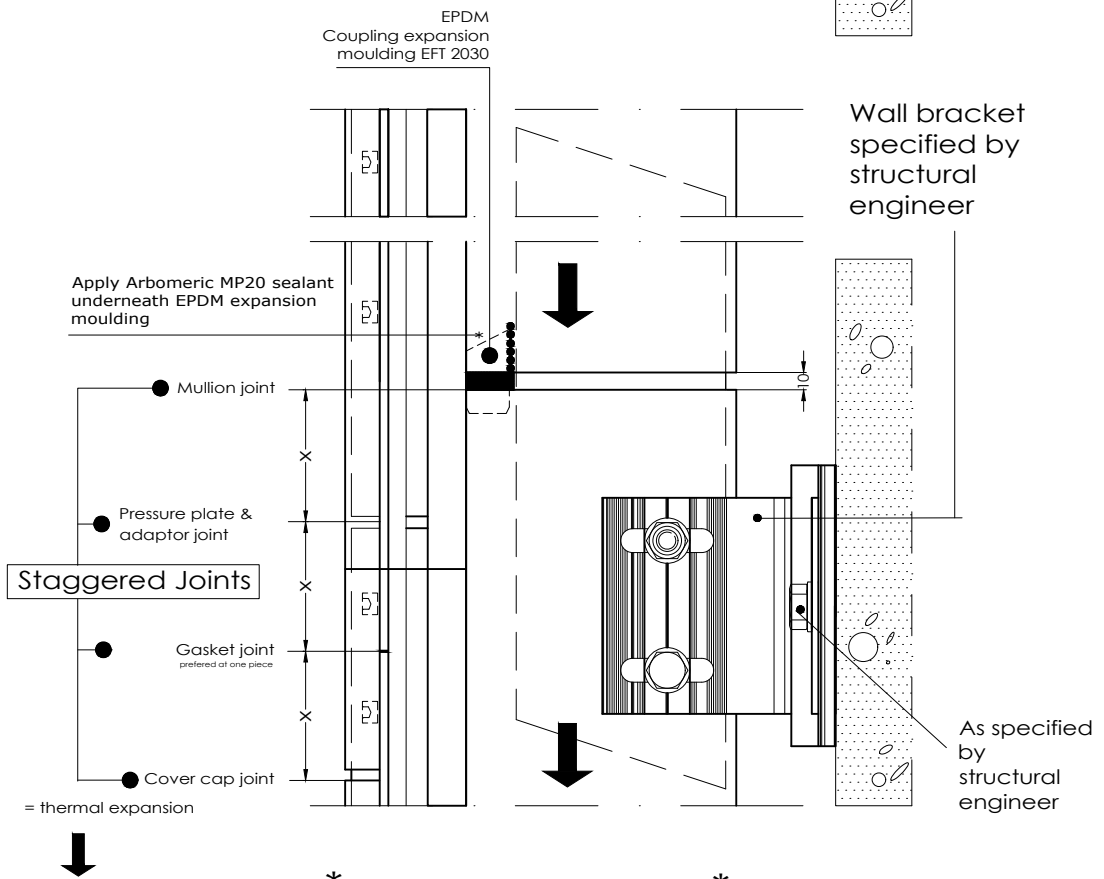 EPDM
Coupling expansion
moulding EFT 2030
Wall bracket
specified by
structural
engineer
Apply Arbomeric MP20 sealant
underneath EPDM expansion
moulding
*
10
Mullion joint
X
Pressure plate &
adaptor joint
X
Staggered Joints
Gasket joint
prefered at one piece
X
Cover cap joint
= thermal expansion
As specified
by
structural
engineer
* *